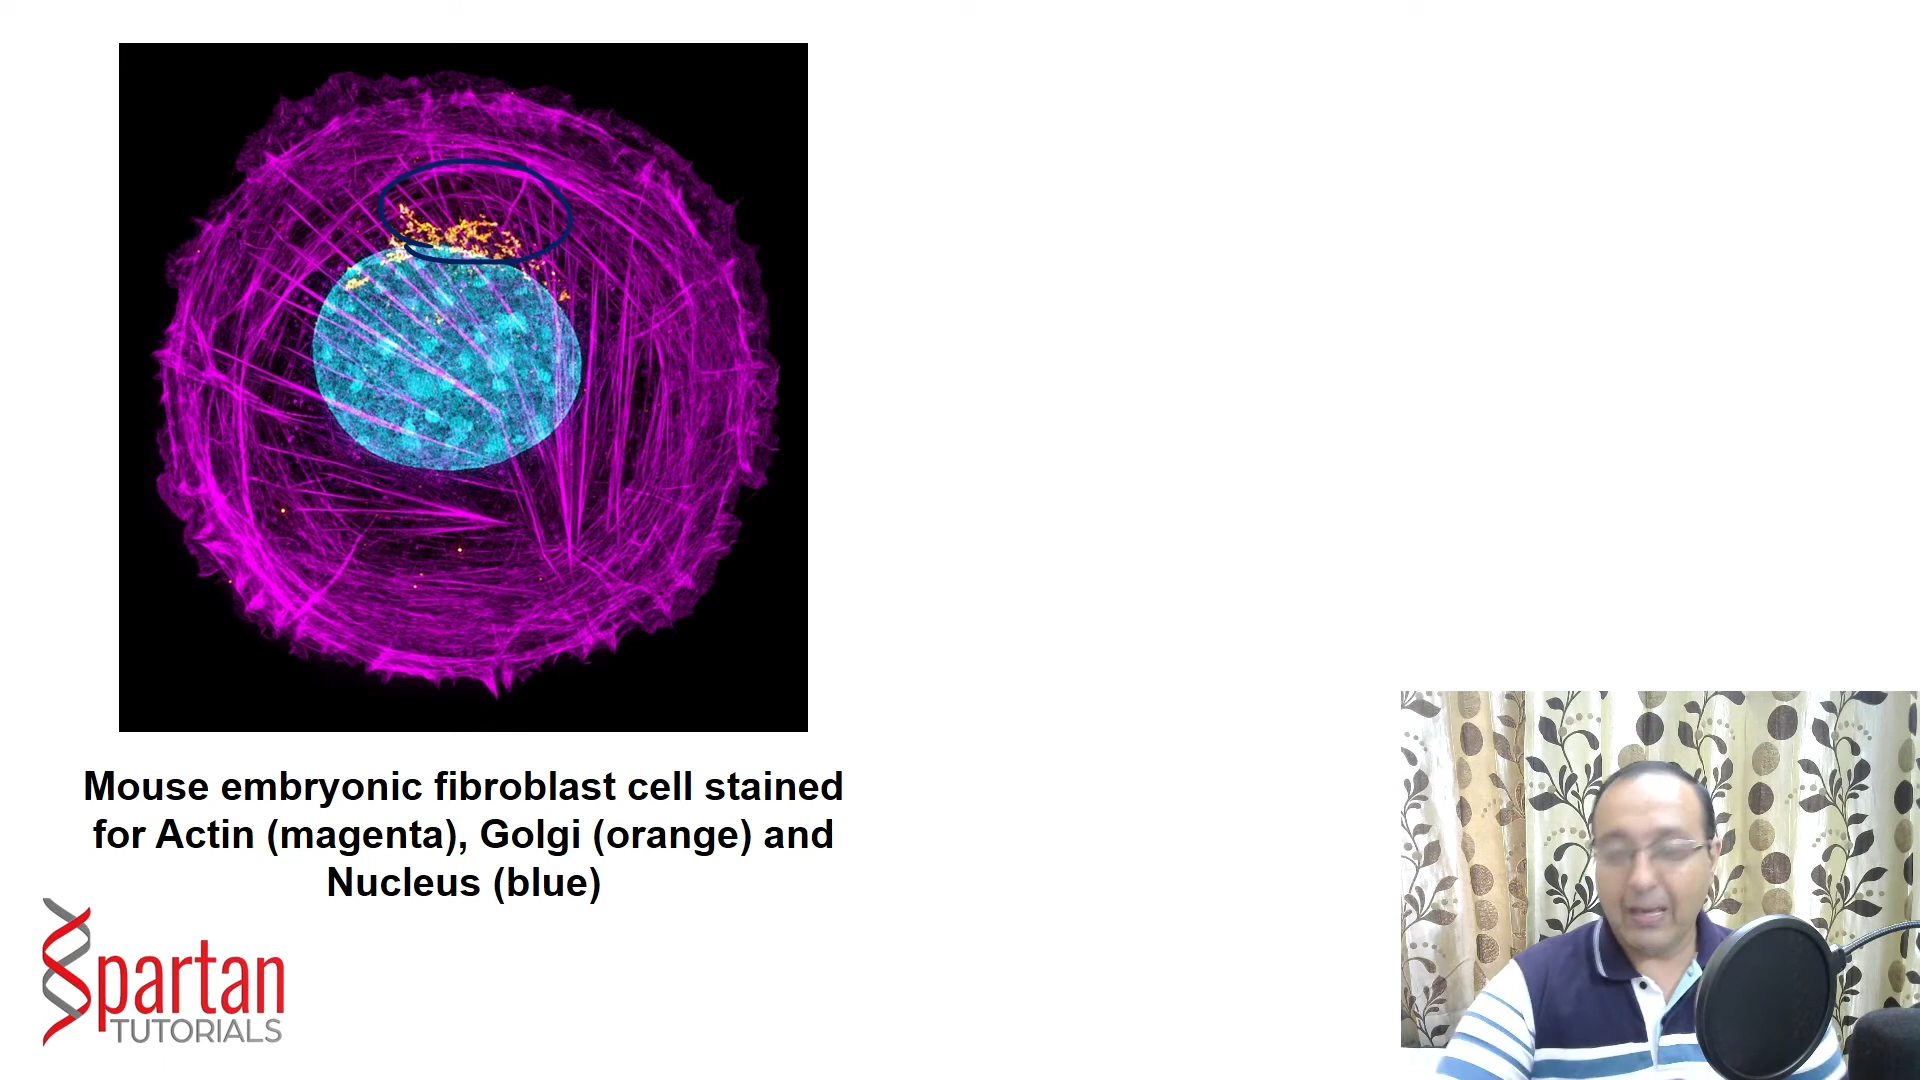 Mouse embryonic fibroblast cell stained
for Actin (magenta), Golgi (orange) and
Nucleus (blue)
Spartan
TUTORIALS